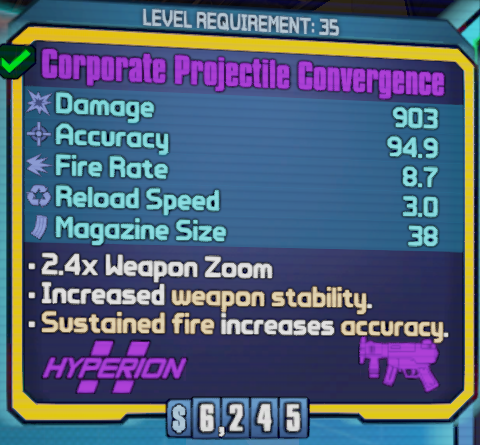 LEVEL REQUIREMENT: 35
Corporate Projectile Convergence
Damage 903
Accuracy 94.9
Fire Rate 8.7
Reload Speed 3.0
Magazine Size 38
• 2.4x Weapon Zoom
• Increased weapon stability.
• Sustained fire increases accuracy.
HYPERION
$ 6,245